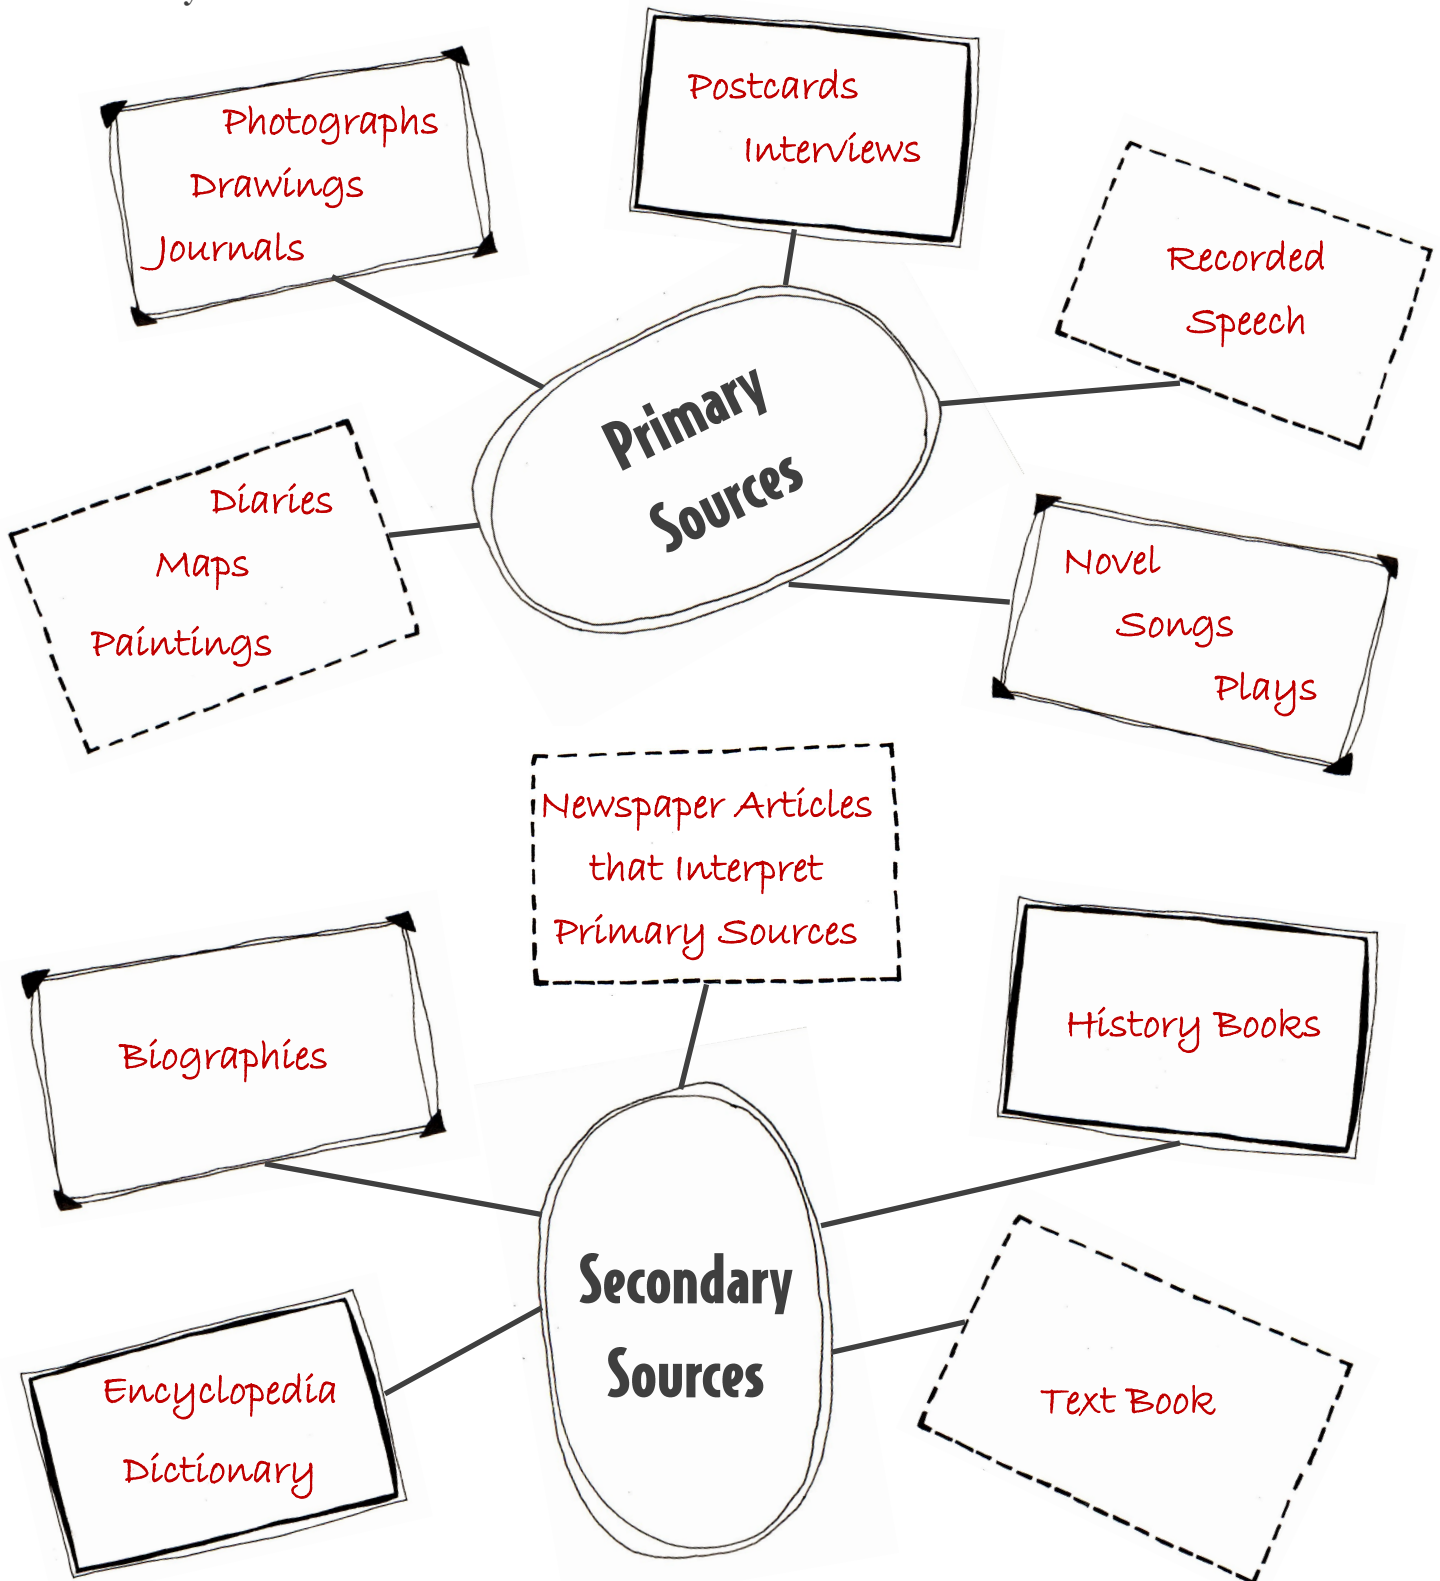 Photographs
Drawings
Journals
Postcards
Interviews
Recorded
Speech
Primary
Sources
Diaries
Maps
Paintings
Novel
Songs
Plays
Newspaper Articles
that Interpret
Primary Sources
Biographies
History Books
Secondary
Sources
Encyclopedia
Dictionary
Text Book